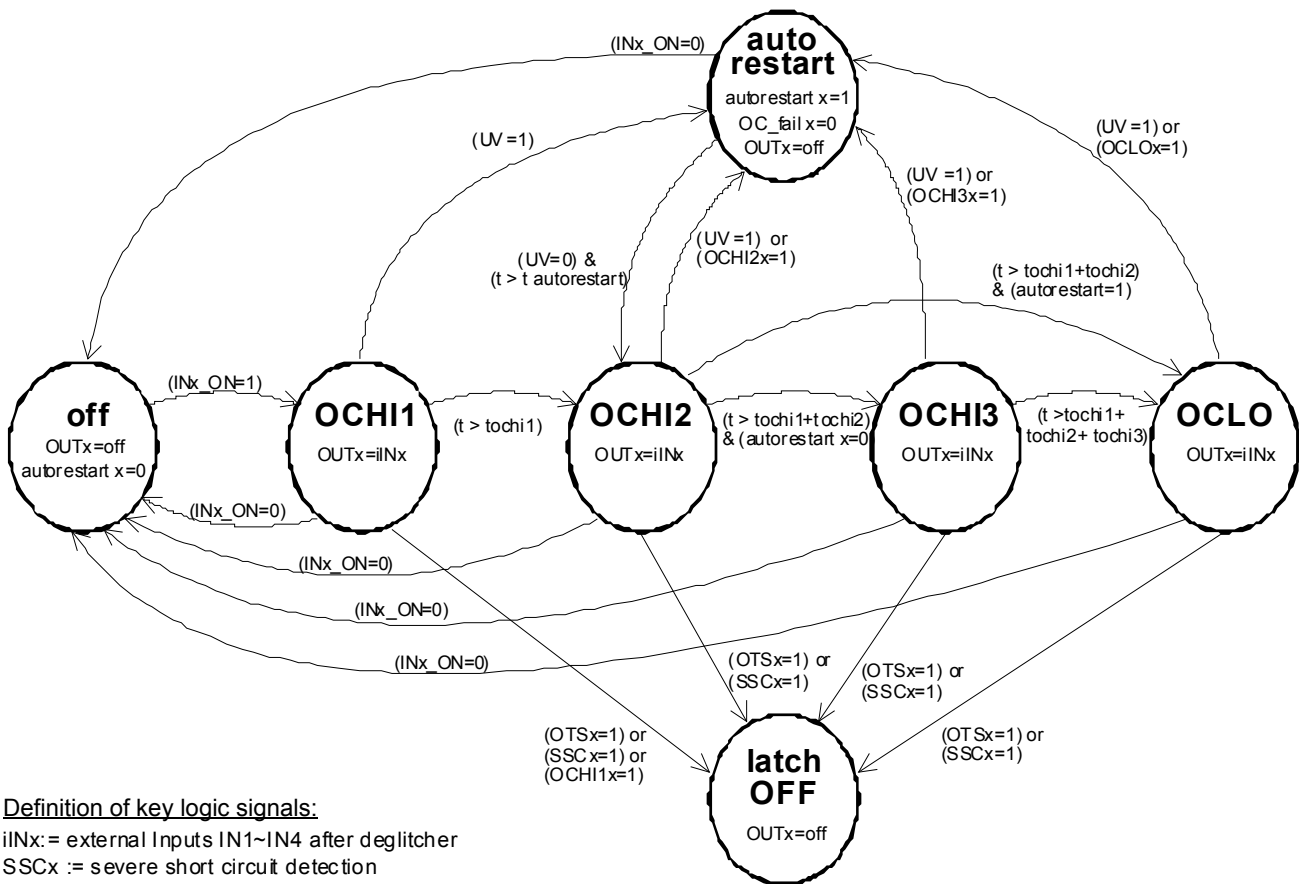 (INx_ON=0)
auto
restart
autorestart x=1
OC_fail x=0
OUTx=off
(UV=1)
(UV=1) or
(OCLOx=1)
(UV=1) or
(OCHI3x=1)
(UV=0) &
(t > t autorestart)
(UV=1) or
(OCHI2x=1)
(t > tochi1+tochi2)
& (autorestart=1)
off
OUTx=off
autorestart x=0
(INx_ON=1)
OCHI1
OUTx=iINx
(t > tochi1)
OCHI2
OUTx=iINx
(t > tochi1+tochi2)
& (autorestart x=0
OCHI3
OUTx=iINx
(t >tochi1+
tochi2+ tochi3)
OCLO
OUTx=iINx
(INx_ON=0)
(INx_ON=0)
(INx_ON=0)
(INx_ON=0)
(OTSx=1) or
(SSCx=1) or
(OCHI1x=1)
(OTSx=1) or
(SSCx=1)
(OTSx=1) or
(SSCx=1)
(OTSx=1) or
(SSCx=1)
latch
OFF
OUTx=off
Definition of key logic signals:
iINx:= external Inputs IN1~IN4 after deglitcher
SSCx := severe short circuit detection